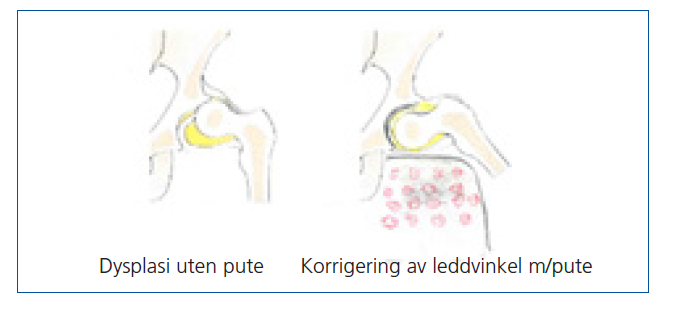 Dysplasi uten pute
Korrigering av leddvinkel m/pute